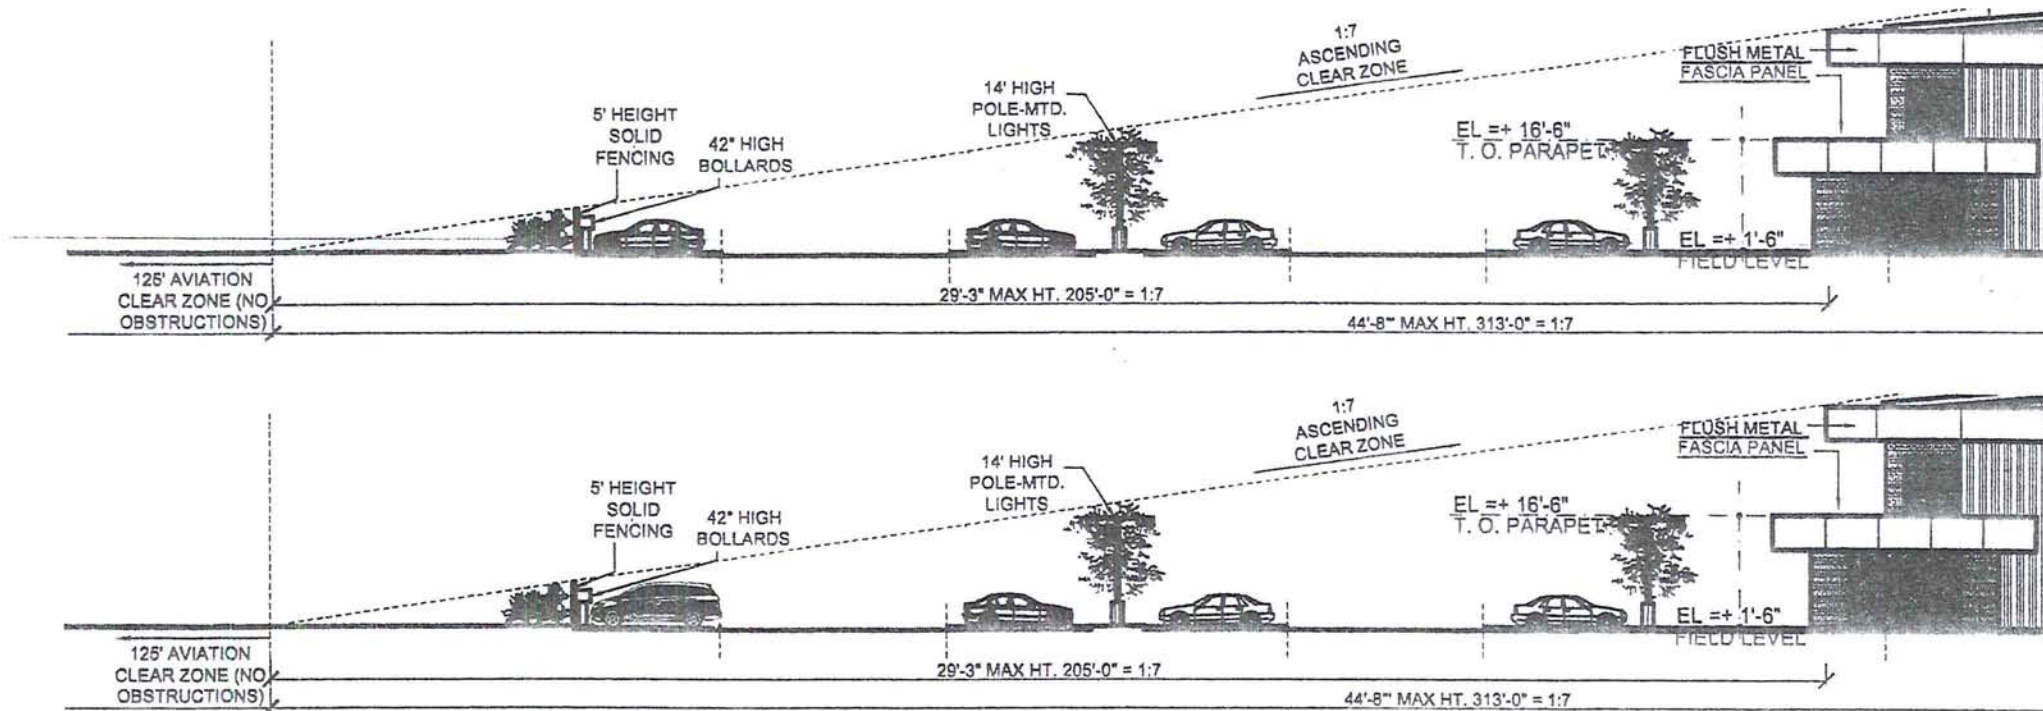 1:7
ASCENDING
CLEAR ZONE
FLUSH METAL
FASCIA PANEL
14' HIGH
POLE-MTD.
LIGHTS
5' HEIGHT
SOLID
FENCING
42" HIGH
BOLLARDS
EL =+ 16'-6"
T. O. PARAPET
EL =+ 1'-6"
FIELD LEVEL
125' AVIATION
CLEAR ZONE (NO
OBSTRUCTIONS)
29'-3" MAX HT. 205'-0" = 1:7
44'-8"' MAX HT. 313'-0" = 1:7
1:7
ASCENDING
CLEAR ZONE
FLUSH METAL
FASCIA PANEL
14' HIGH
POLE-MTD.
LIGHTS
5' HEIGHT
SOLID
FENCING
42" HIGH
BOLLARDS
EL =+ 16'-6"
T. O. PARAPET
EL =+ 1'-6"
FIELD LEVEL
125' AVIATION
CLEAR ZONE (NO
OBSTRUCTIONS)
29'-3" MAX HT. 205'-0" = 1:7
44'-8"' MAX HT. 313'-0" = 1:7